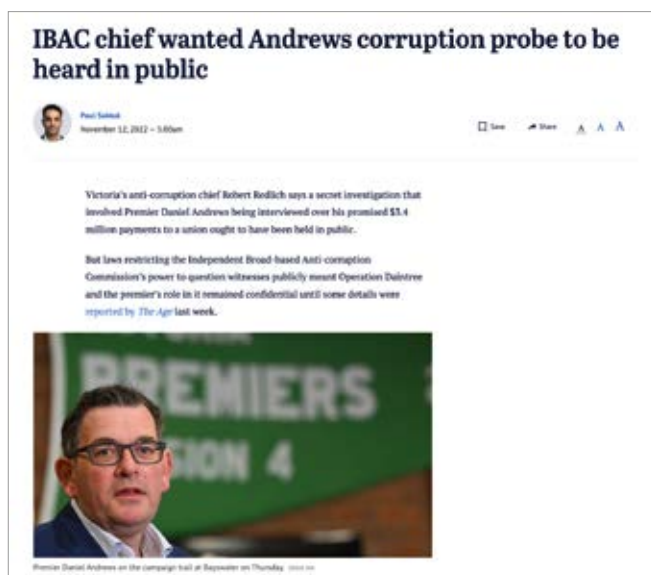 IBAC chief wanted Andrews corruption probe to be
heard in public
Paul Sakkal
November 12, 2022 — 5.00am
Save
Share
A A A
Victoria's anti-corruption chief Robert Redlich says a secret investigation that
involved Premier Daniel Andrews being interviewed over his promised $3.4
million payments to a union ought to have been held in public.
But laws restricting the Independent Broad-based Anti-corruption
Commission's power to question witnesses publicly meant Operation Daintree
and the premier's role in it remained confidential until some details were
reported by The Age last week.
PREMIERS
SION 4
Premier Daniel Andrews on the campaign trail at Bayswater on Thursday.